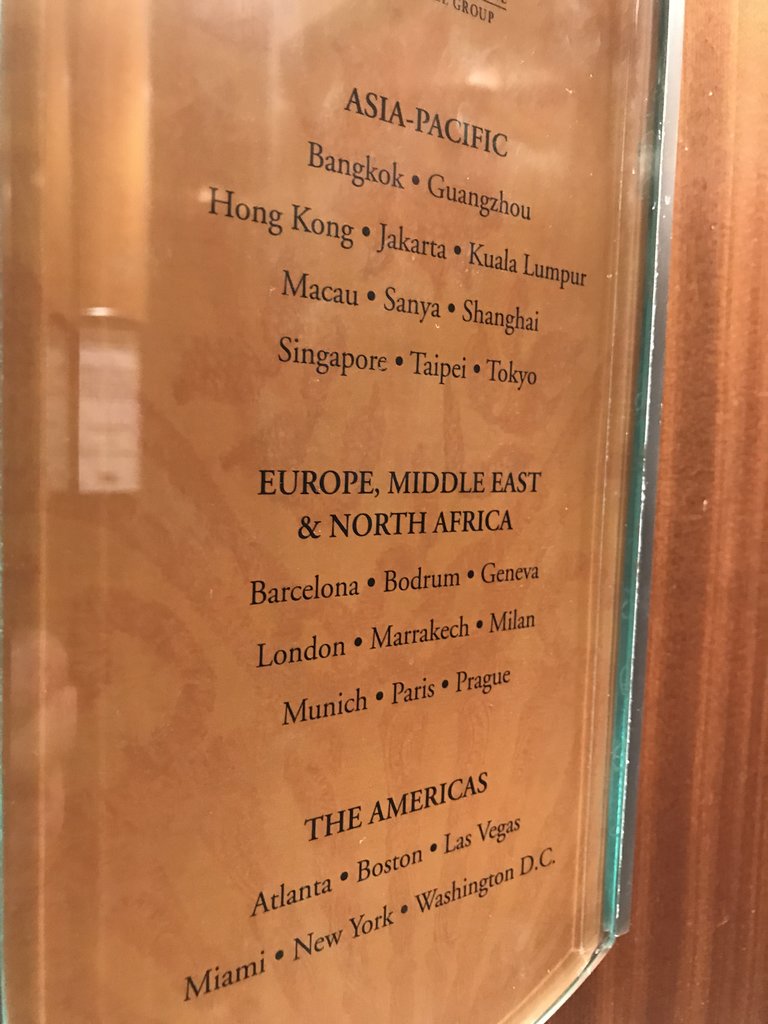 GROUP
ASIA-PACIFIC
Bangkok • Guangzhou
Hong Kong • Jakarta • Kuala Lumpur
Macau • Sanya • Shanghai
Singapore • Taipei • Tokyo
EUROPE, MIDDLE EAST
& NORTH AFRICA
Barcelona • Bodrum • Geneva
London • Marrakech • Milan
Munich • Paris • Prague
THE AMERICAS
Atlanta • Boston • Las Vegas
Miami • New York • Washington D.C.